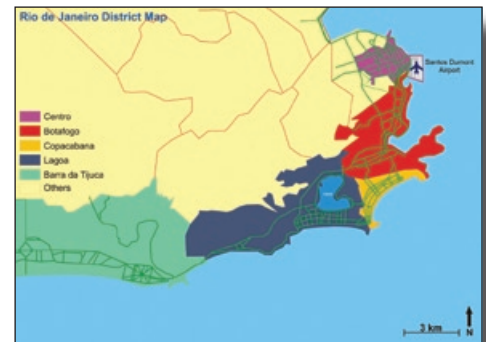 Rio de Janeiro District Map
Santos Dumont
Airport
Centro
Botafogo
Copacabana
Lagoa
Barra da Tijuca
Others
3 km
N